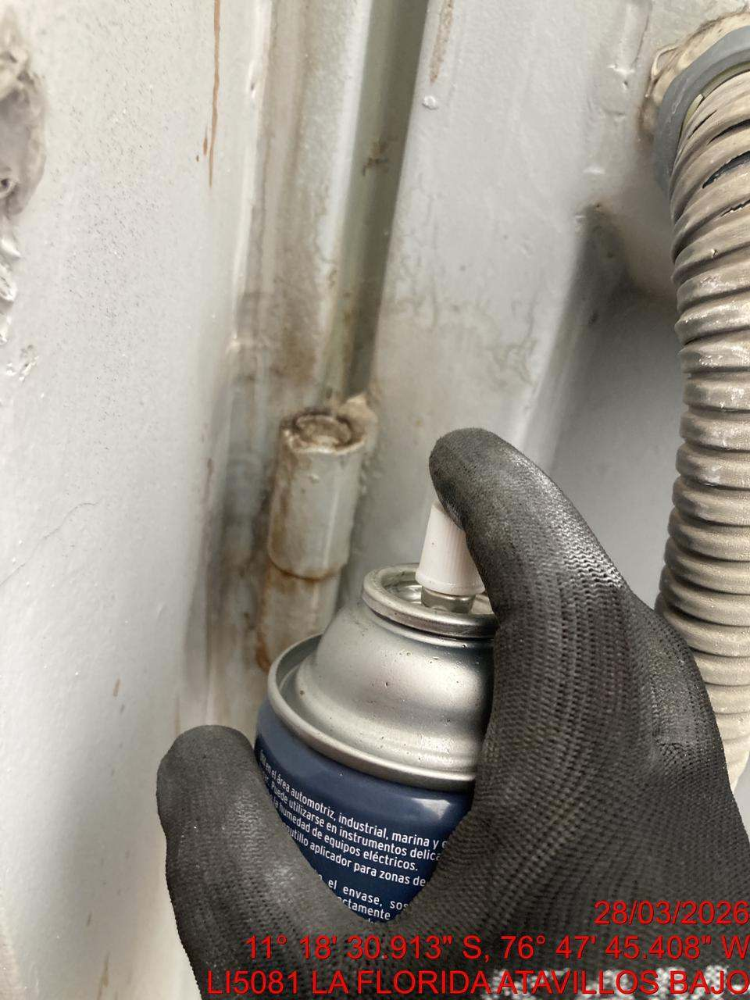 en el área automotriz, industrial, marina y
Puede utilizarse en instrumentos
la humedad de equipos eléctricos.
aplicador para zonas de
el envase,
28/03/2026
11° 18' 30.913" S, 76° 47' 45.408" W
LI5081 LA FLORIDA ATAVILLOS BAJO